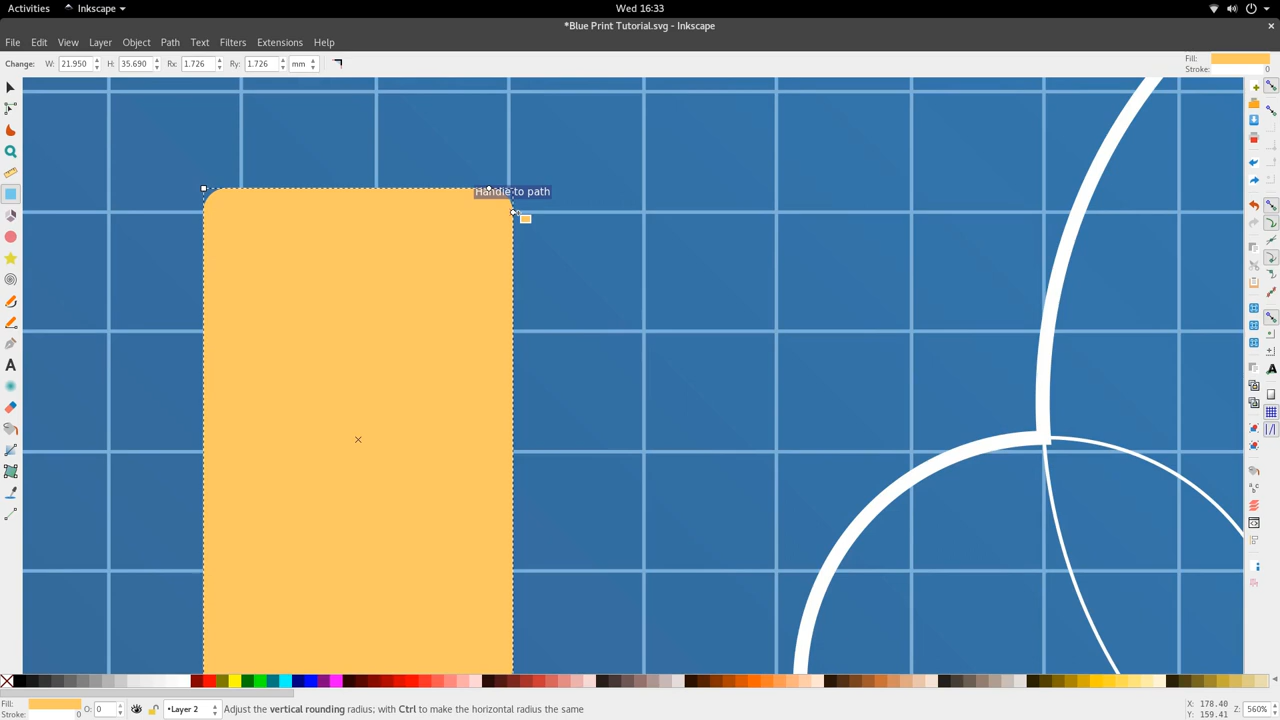 Activities Inkscape Wed 16:33
*Blue Print Tutorial.svg - Inkscape
File Edit View Layer Object Path Text Filters Extensions Help
Change: W: 21.950 H: 35.690 Rx: 1.726 Ry: 1.726 mm Fill:
Stroke: 0
Handle to path
Fill: O: 0 •Layer 2 Adjust the vertical rounding radius; with Ctrl to make the horizontal radius the same X: 178.40 Z: 560%
Stroke: 0 Y: 159.41